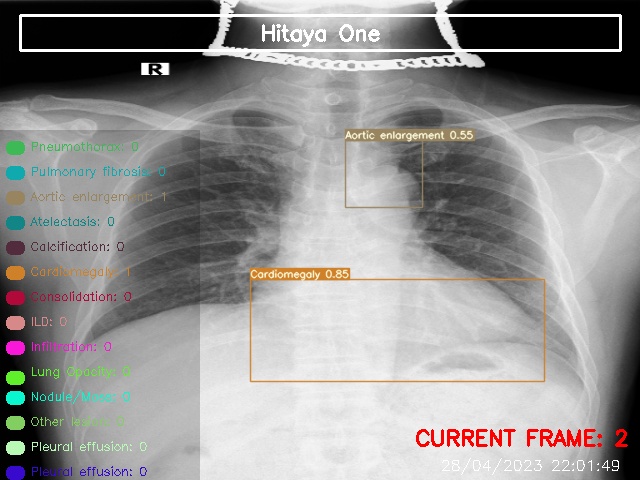 Hitaya One
R
Aortic enlargement 0.55
Pneumothorax: 0
Pulmonary fibrosis: 0
Aortic enlargement: 1
Atelectasis: 0
Calcification: 0
Cardiomegaly: 1
Cardiomegaly 0.85
Consolidation: 0
ILD: 0
Infiltration: 0
Lung Opacity: 0
Nodule/Mass: 0
Other lesion: 0
Pleural effusion: 0
Pleural effusion: 0
CURRENT FRAME: 2
28/04/2023 22:01:49